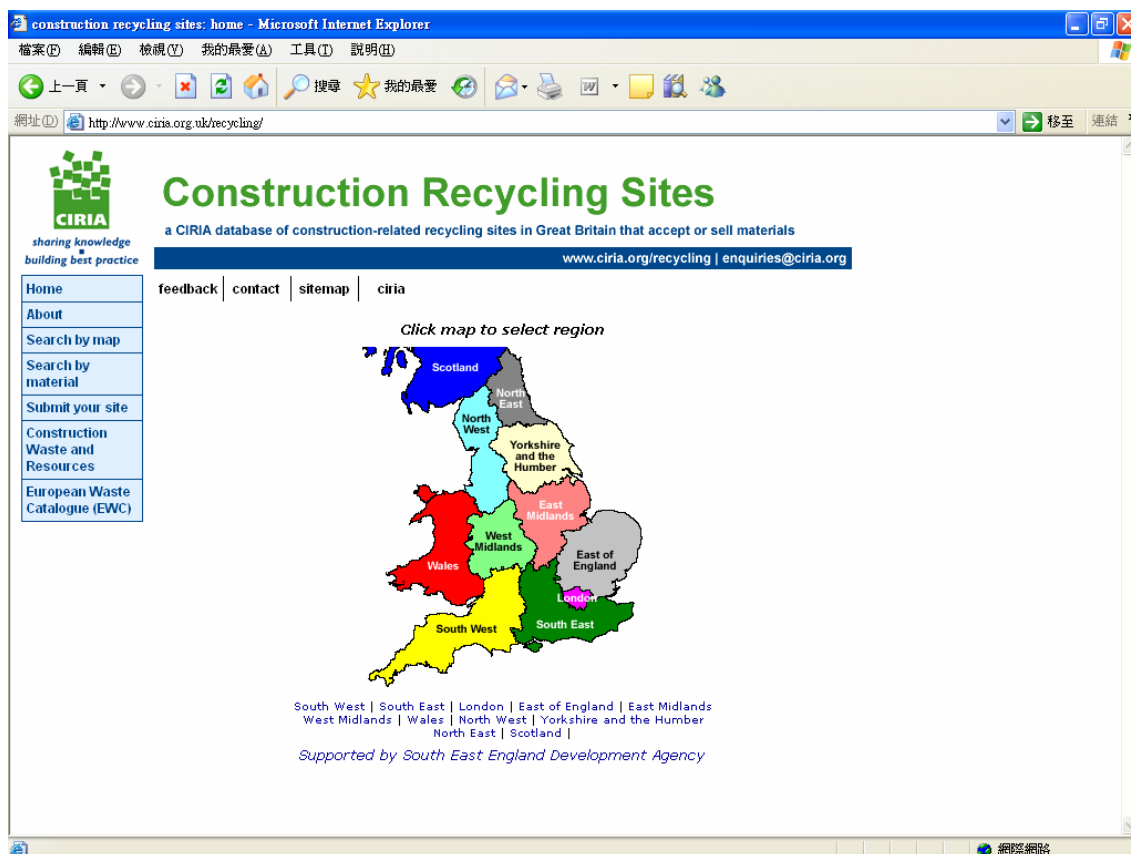 construction recycling sites: home - Microsoft Internet Explorer
檔案(F) 編輯(E) 檢視(V) 我的最愛(A) 工具(T) 說明(H)
上一頁 搜尋 我的最愛
網址(D) http://www.ciria.org.uk/recycling/ 移至 連結
CIRIA
sharing knowledge
building best practice
Construction Recycling Sites
a CIRIA database of construction-related recycling sites in Great Britain that accept or sell materials
www.ciria.org/recycling | enquiries@ciria.org
Home
About
Search by map
Search by
material
Submit your site
Construction
Waste and
Resources
European Waste
Catalogue (EWC)
feedback | contact | sitemap | ciria
Click map to select region
Scotland
North
East
North
West
Yorkshire
and the
Humber
East
Midlands
West
Midlands
East of
England
Wales
London
South East
South West
South West | South East | London | East of England | East Midlands
West Midlands | Wales | North West | Yorkshire and the Humber
North East | Scotland |
Supported by South East England Development Agency
網際網路